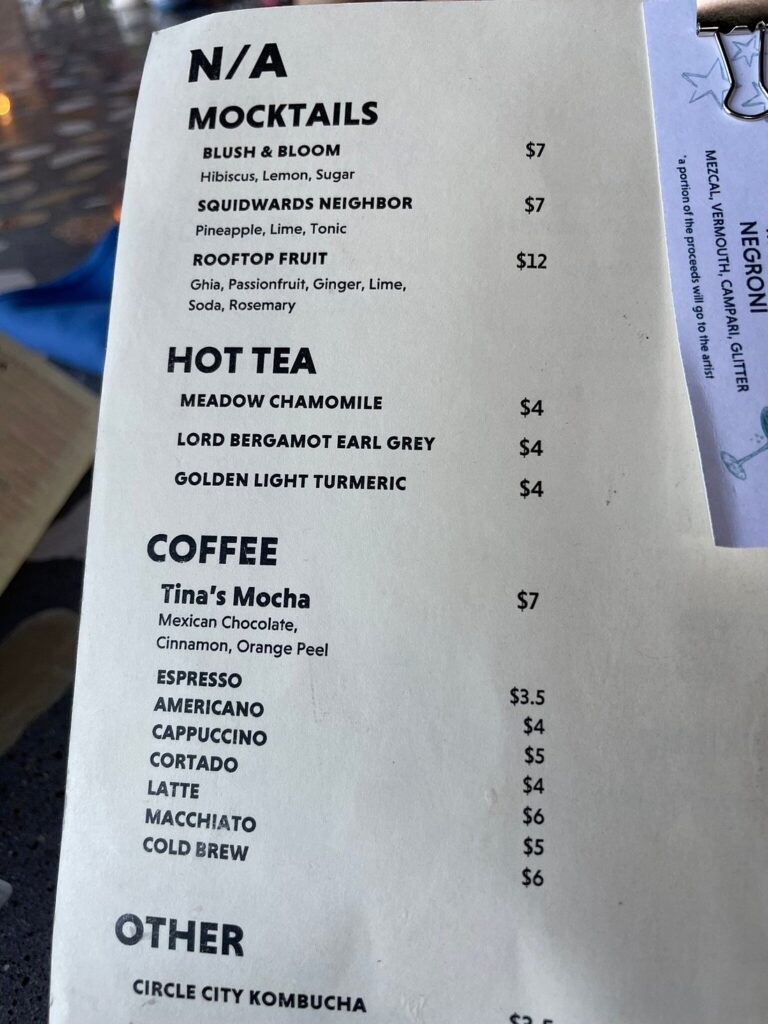 N/A
MOCKTAILS
BLUSH & BLOOM $7
Hibiscus, Lemon, Sugar
SQUIDWARDS NEIGHBOR $7
Pineapple, Lime, Tonic
ROOFTOP FRUIT $12
Ghia, Passionfruit, Ginger, Lime,
Soda, Rosemary
HOT TEA
MEADOW CHAMOMILE $4
LORD BERGAMOT EARL GREY $4
GOLDEN LIGHT TURMERIC $4
COFFEE
Tina's Mocha $7
Mexican Chocolate,
Cinnamon, Orange Peel
ESPRESSO $3.5
AMERICANO $4
CAPPUCCINO $5
CORTADO $4
LATTE $6
MACCHIATO $5
COLD BREW $6
OTHER
CIRCLE CITY KOMBUCHA
NEGRONI
MEZCAL, VERMOUTH, CAMPARI, GLITTER
*a portion of the proceeds will go to the artist